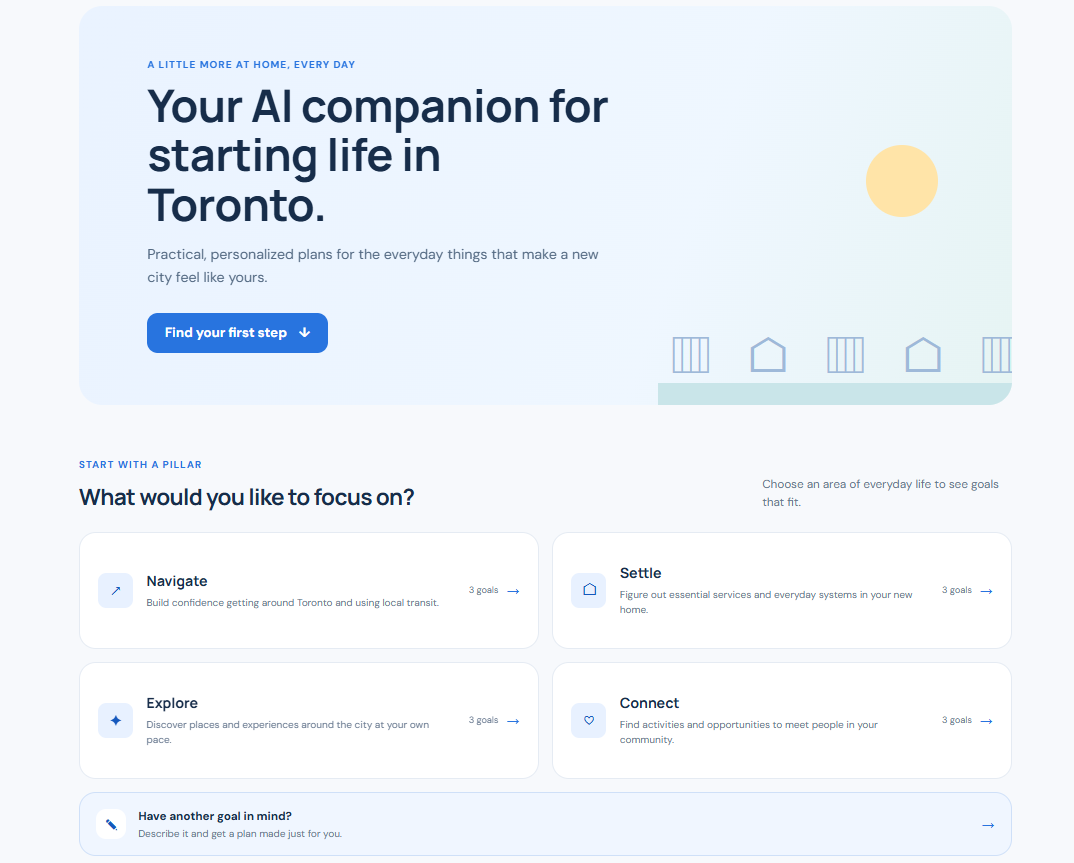 A LITTLE MORE AT HOME, EVERY DAY
Your AI companion for
starting life in
Toronto.
Practical, personalized plans for the everyday things that make a new
city feel like yours.
Find your first step ↓
START WITH A PILLAR
What would you like to focus on?
Choose an area of everyday life to see goals
that fit.
Navigate
Build confidence getting around Toronto and using local transit.
3 goals →
Settle
Figure out essential services and everyday systems in your new
home.
3 goals →
Explore
Discover places and experiences around the city at your own
pace.
3 goals →
Connect
Find activities and opportunities to meet people in your
community.
3 goals →
Have another goal in mind?
Describe it and get a plan made just for you.
→